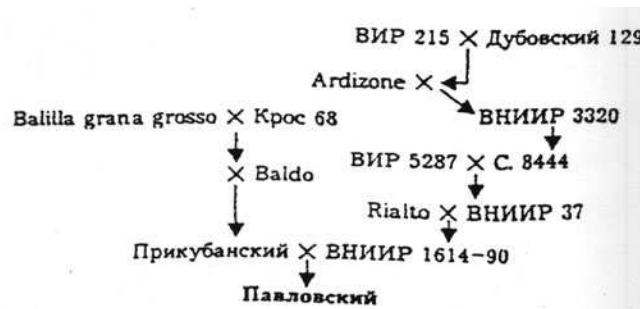 ВИР 215 × Дубовский 129
Ardizone ×
Balilla grana grosso × Крос 68
ВНИИР 3320
ВИР 5287 × С. 8444
× Baldo
Rialto × ВНИИР 37
Прикубанский × ВНИИР 1614-90
Павловский